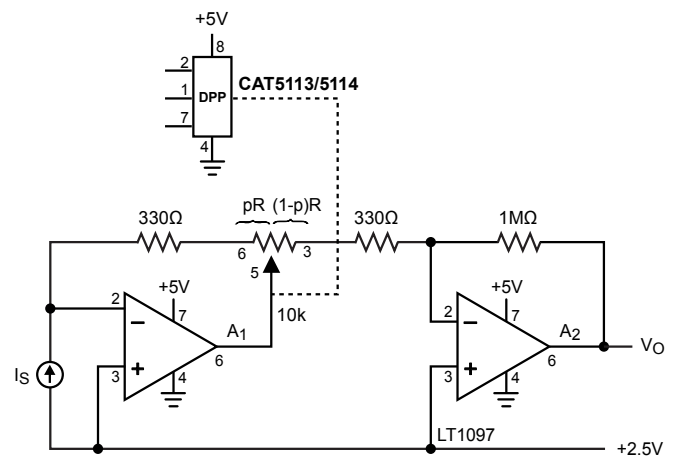 +5V
8
2
CAT5113/5114
1
DPP
7
4
pR (1-p)R
330Ω
330Ω
1MΩ
6
3
5
+5V
+5V
2
7
10k
2
7
–
–
A1
A2
6
6
VO
+
+
3
4
3
4
IS
LT1097
+2.5V